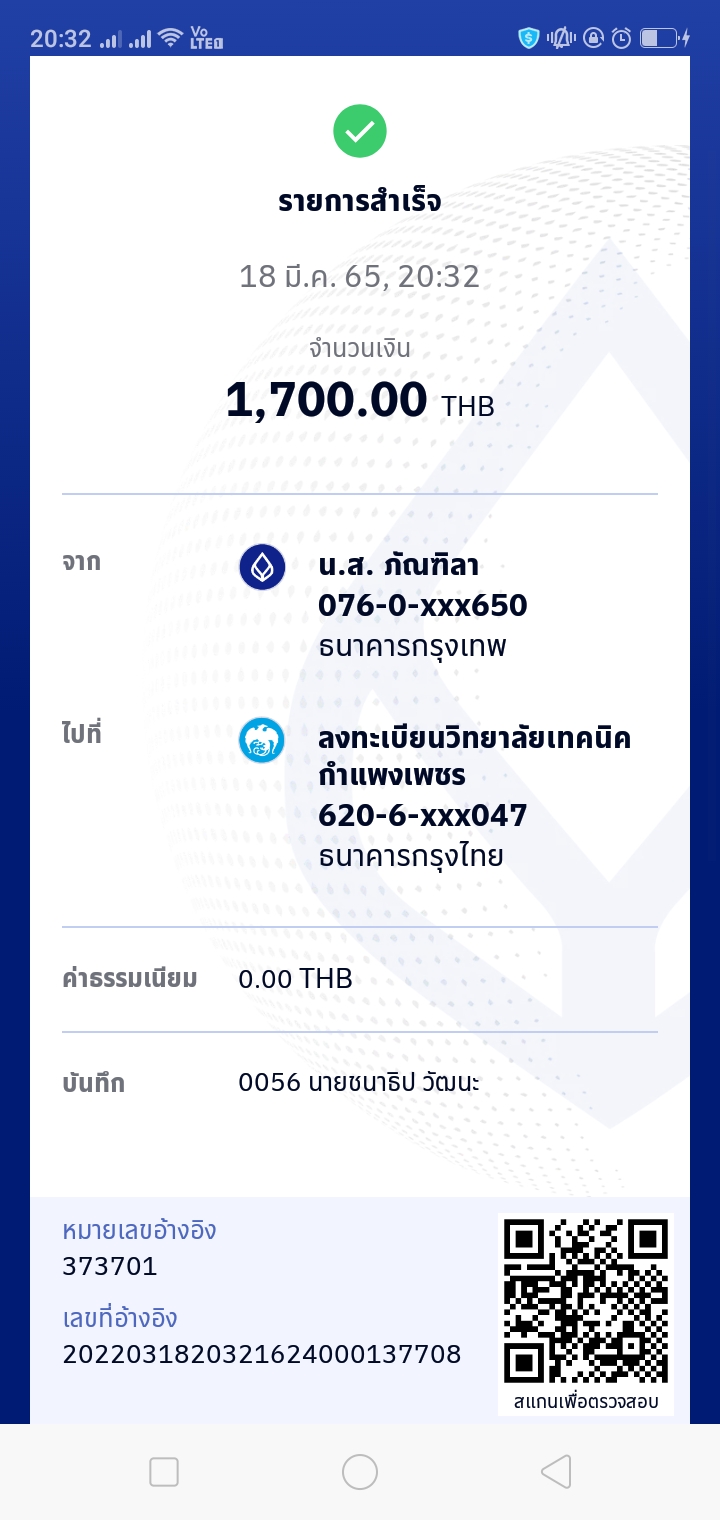 20:32
Vo
LTE
รายการสำเร็จ
18 มี.ค. 65, 20:32
จำนวนเงิน
1,700.00 THB
จาก
น.ส. ภัณฑิลา
076-0-xxx650
ธนาคารกรุงเทพ
ไปที่
ลงทะเบียนวิทยาลัยเทคนิค
กำแพงเพชร
620-6-xxx047
ธนาคารกรุงไทย
ค่าธรรมเนียม 0.00 THB
บันทึก 0056 นายชนาธิป วัฒนะ
หมายเลขอ้างอิง
373701
เลขที่อ้างอิง
2022031820321624000137708
สแกนเพื่อตรวจสอบ